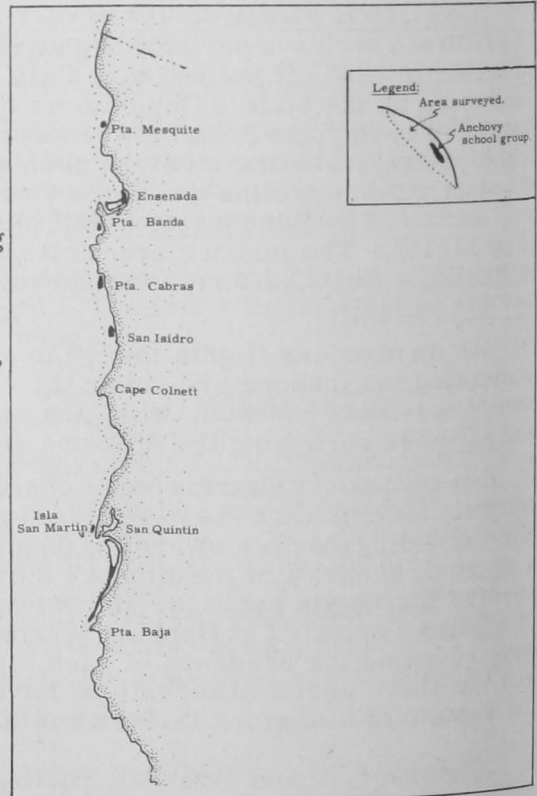 Legend:
Area surveyed.
Anchovy
school group.
Pta. Mesquite
Ensenada
Pta. Banda
Pta. Cabras
San Isidro
Cape Colnett
Isla
San Martin
San Quintin
Pta. Baja